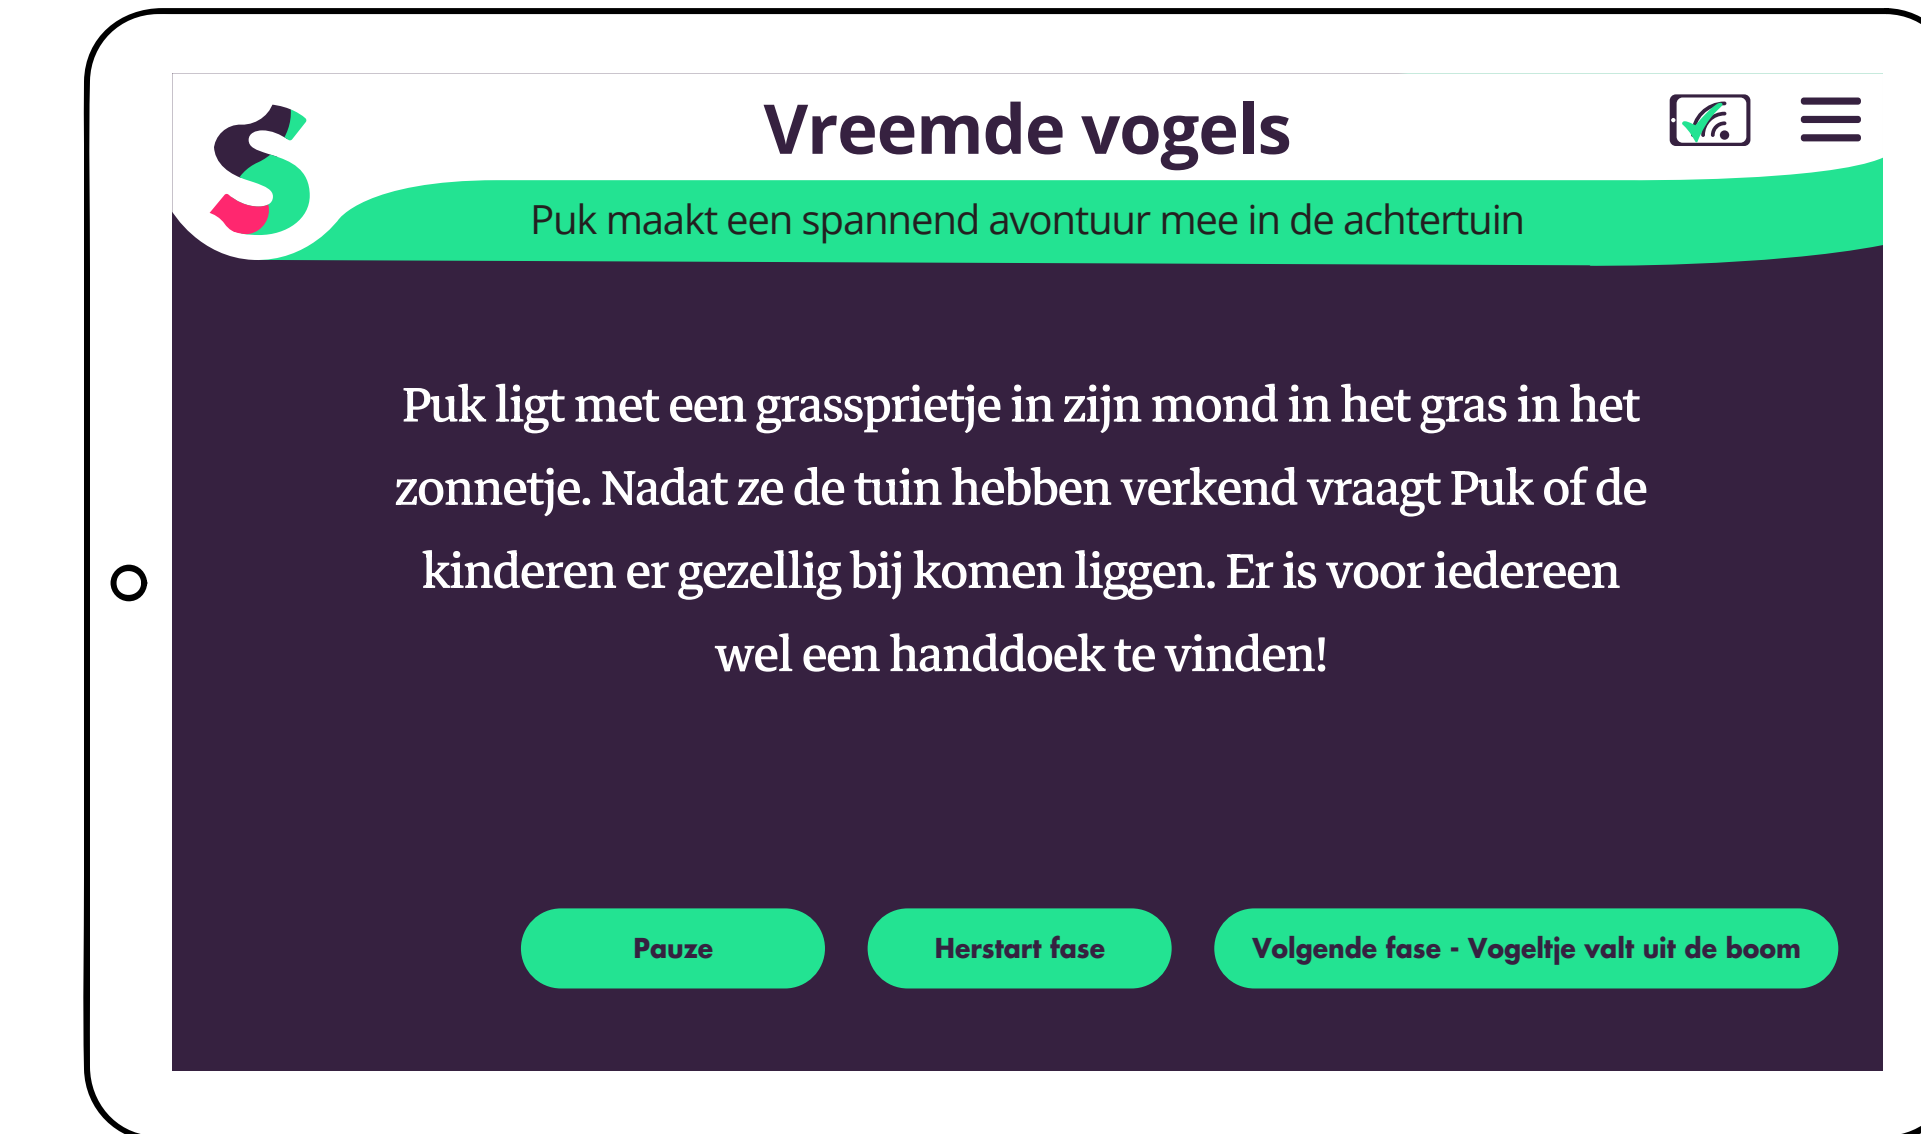 Vreemde vogels
Puk maakt een spannend avontuur mee in de achtertuin
Puk ligt met een grassprietje in zijn mond in het gras in het
zonnetje. Nadat ze de tuin hebben verkend vraagt Puk of de
kinderen er gezellig bij komen liggen. Er is voor iedereen
wel een handdoek te vinden!
Pauze
Herstart fase
Volgende fase - Vogeltje valt uit de boom